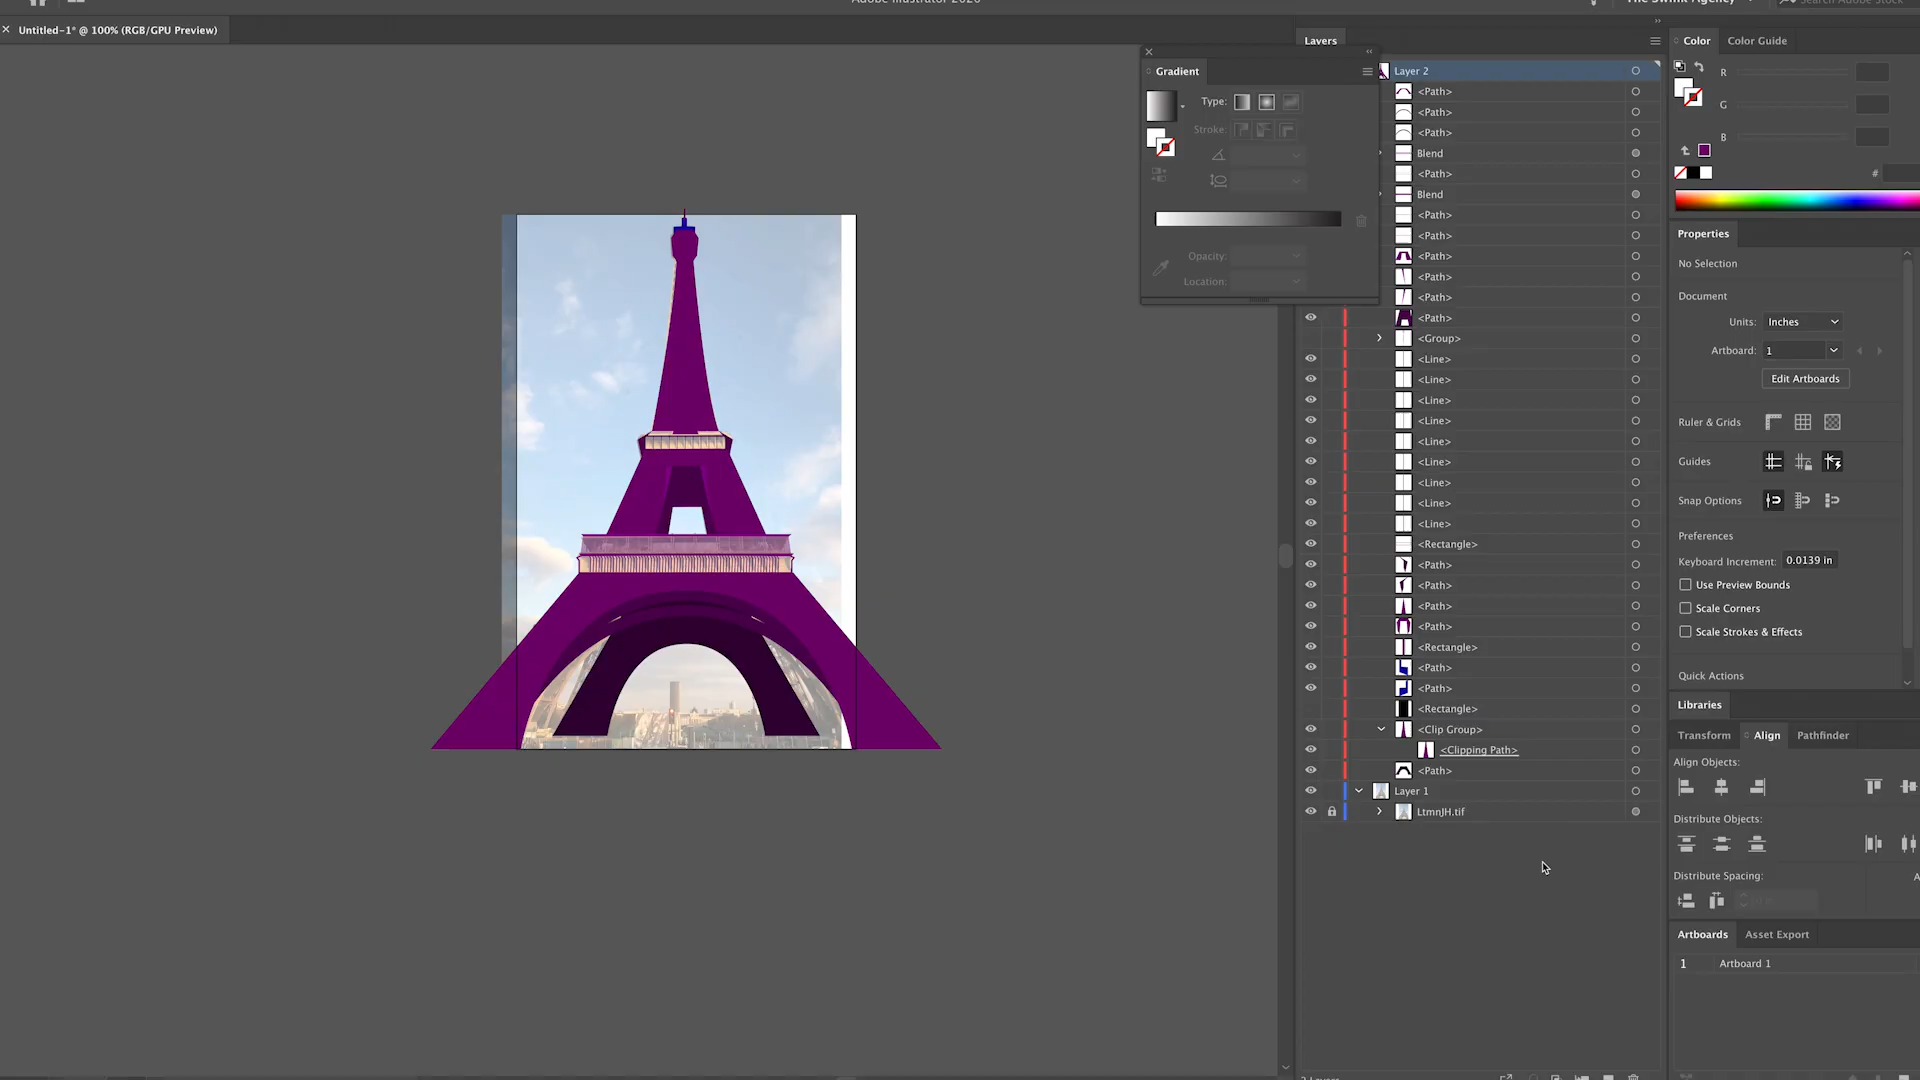 Adobe Illustrator 2020
The Swink Agency
Search Adobe Stock
Untitled-1* @ 100% (RGB/GPU Preview)
Layers
Gradient
Type:
Stroke:
Opacity:
Location:
Layer 2
<Path>
<Path>
<Path>
Blend
<Path>
Blend
<Path>
<Path>
<Path>
<Path>
<Path>
<Path>
<Group>
<Line>
<Line>
<Line>
<Line>
<Line>
<Line>
<Line>
<Line>
<Line>
<Rectangle>
<Path>
<Path>
<Path>
<Path>
<Rectangle>
<Path>
<Path>
<Rectangle>
<Clip Group>
<Clipping Path>
<Path>
Layer 1
LtmnJH.tif
Color
Color Guide
R
G
B
#
Properties
No Selection
Document
Units: Inches
Artboard: 1
Edit Artboards
Ruler & Grids
Guides
Snap Options
Preferences
Keyboard Increment: 0.0139 in
Use Preview Bounds
Scale Corners
Scale Strokes & Effects
Quick Actions
Libraries
Transform
Align
Pathfinder
Align Objects:
Distribute Objects:
Distribute Spacing:
A
Artboards
Asset Export
1 Artboard 1